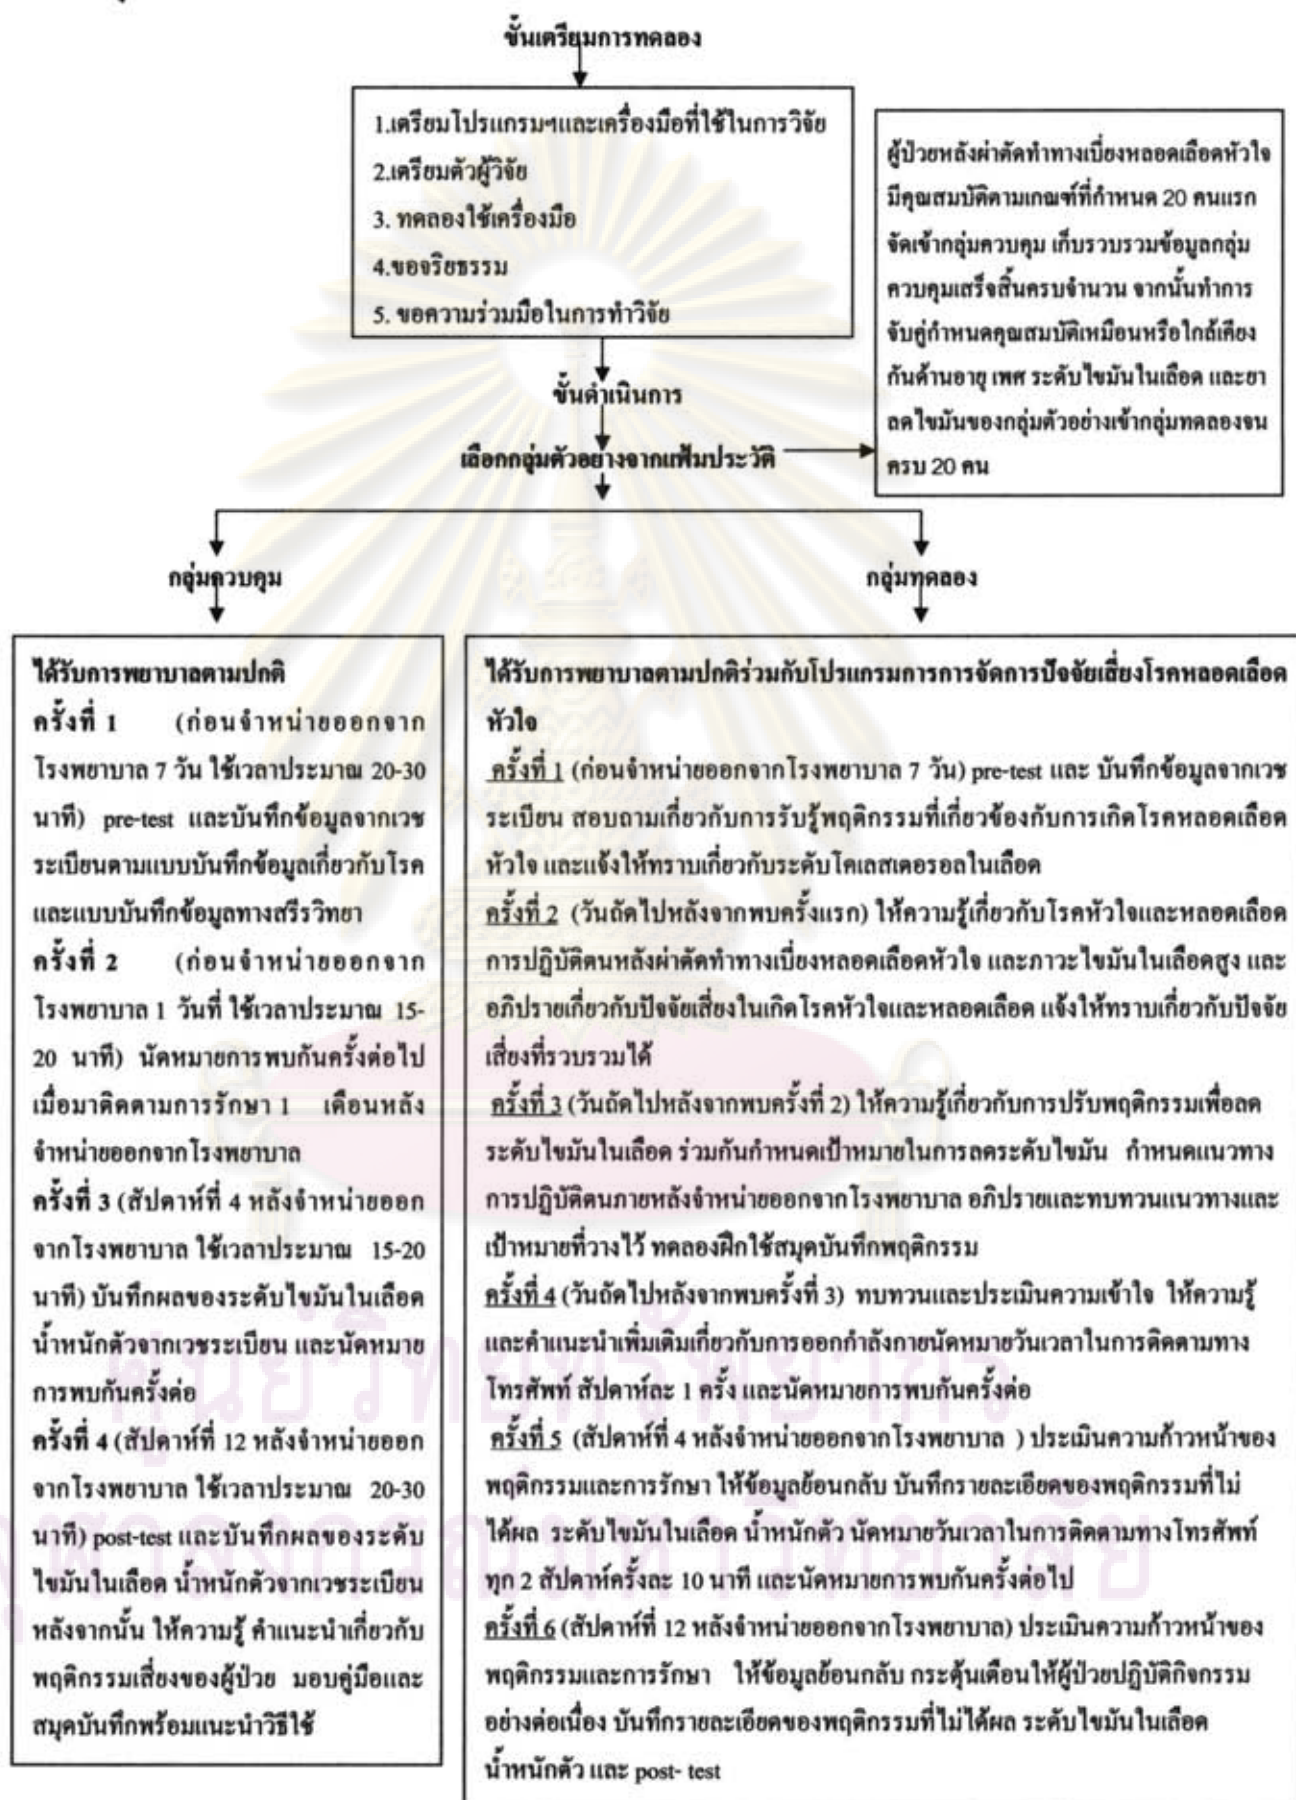 ขั้นเตรียมการทดลอง
1.เตรียมโปรแกรมฯและเครื่องมือที่ใช้ในการวิจัย
2.เตรียมตัวผู้วิจัย
3. ทดลองใช้เครื่องมือ
4.ขอจริยธรรม
5. ขอความร่วมมือในการทำวิจัย
ผู้ป่วยหลังผ่าตัดทำทางเบี่ยงหลอดเลือดหัวใจ
มีคุณสมบัติตามเกณฑ์ที่กำหนด 20 คนแรก
จัดเข้ากลุ่มควบคุม เก็บรวบรวมข้อมูลกลุ่ม
ควบคุมเสร็จสิ้นครบจำนวน จากนั้นทำการ
จับคู่กำหนดคุณสมบัติเหมือนหรือใกล้เคียง
กันด้านอายุ เพศ ระดับไขมันในเลือด และยา
ลดไขมันของกลุ่มตัวอย่างเข้ากลุ่มทดลองจน
ครบ 20 คน
ขั้นดำเนินการ
เลือกกลุ่มตัวอย่างจากแฟ้มประวัติ
กลุ่มควบคุม
กลุ่มทดลอง
ได้รับการพยาบาลตามปกติ
ครั้งที่ 1 (ก่อนจำหน่ายออกจาก
โรงพยาบาล 7 วัน ใช้เวลาประมาณ 20-30
นาที) pre-test และบันทึกข้อมูลจากเวช
ระเบียนตามแบบบันทึกข้อมูลเกี่ยวกับโรค
และแบบบันทึกข้อมูลทางสรีรวิทยา
ครั้งที่ 2 (ก่อนจำหน่ายออกจาก
โรงพยาบาล 1 วันที่ ใช้เวลาประมาณ 15-
20 นาที) นัดหมายการพบกันครั้งต่อไป
เมื่อมาติดตามการรักษา 1 เดือนหลัง
จำหน่ายออกจากโรงพยาบาล
ครั้งที่ 3 (สัปดาห์ที่ 4 หลังจำหน่ายออก
จากโรงพยาบาล ใช้เวลาประมาณ 15-20
นาที) บันทึกผลของระดับไขมันในเลือด
น้ำหนักตัวจากเวชระเบียน และนัดหมาย
การพบกันครั้งต่อ
ครั้งที่ 4 (สัปดาห์ที่ 12 หลังจำหน่ายออก
จากโรงพยาบาล ใช้เวลาประมาณ 20-30
นาที) post-test และบันทึกผลของระดับ
ไขมันในเลือด น้ำหนักตัวจากเวชระเบียน
หลังจากนั้น ให้ความรู้ คำแนะนำเกี่ยวกับ
พฤติกรรมเสี่ยงของผู้ป่วย มอบคู่มือและ
สมุดบันทึกพร้อมแนะนำวิธีใช้
ได้รับการพยาบาลตามปกติร่วมกับโปรแกรมการการจัดการปัจจัยเสี่ยงโรคหลอดเลือด
หัวใจ
ครั้งที่ 1 (ก่อนจำหน่ายออกจากโรงพยาบาล 7 วัน) pre-test และ บันทึกข้อมูลจากเวช
ระเบียน สอบถามเกี่ยวกับการรับรู้พฤติกรรมที่เกี่ยวข้องกับการเกิดโรคหลอดเลือด
หัวใจ และแจ้งให้ทราบเกี่ยวกับระดับโคเลสเตอรอลในเลือด
ครั้งที่ 2 (วันถัดไปหลังจากพบครั้งแรก) ให้ความรู้เกี่ยวกับโรคหัวใจและหลอดเลือด
การปฏิบัติตนหลังผ่าตัดทำทางเบี่ยงหลอดเลือดหัวใจ และภาวะไขมันในเลือดสูง และ
อภิปรายเกี่ยวกับปัจจัยเสี่ยงในเกิดโรคหัวใจและหลอดเลือด แจ้งให้ทราบเกี่ยวกับปัจจัย
เสี่ยงที่รวบรวมได้
ครั้งที่ 3 (วันถัดไปหลังจากพบครั้งที่ 2) ให้ความรู้เกี่ยวกับการปรับพฤติกรรมเพื่อลด
ระดับไขมันในเลือด ร่วมกันกำหนดเป้าหมายในการลดระดับไขมัน กำหนดแนวทาง
การปฏิบัติตนภายหลังจำหน่ายออกจากโรงพยาบาล อภิปรายและทบทวนแนวทางและ
เป้าหมายที่วางไว้ ทดลองฝึกใช้สมุดบันทึกพฤติกรรม
ครั้งที่ 4 (วันถัดไปหลังจากพบครั้งที่ 3) ทบทวนและประเมินความเข้าใจ ให้ความรู้
และคำแนะนำเพิ่มเติมเกี่ยวกับการออกกำลังกายนัดหมายวันเวลาในการติดตามทาง
โทรศัพท์ สัปดาห์ละ 1 ครั้ง และนัดหมายการพบกันครั้งต่อ
ครั้งที่ 5 (สัปดาห์ที่ 4 หลังจำหน่ายออกจากโรงพยาบาล ) ประเมินความก้าวหน้าของ
พฤติกรรมและการรักษา ให้ข้อมูลย้อนกลับ บันทึกรายละเอียดของพฤติกรรมที่ไม่
ได้ผล ระดับไขมันในเลือด น้ำหนักตัว นัดหมายวันเวลาในการติดตามทางโทรศัพท์
ทุก 2 สัปดาห์ครั้งละ 10 นาที และนัดหมายการพบกันครั้งต่อไป
ครั้งที่ 6 (สัปดาห์ที่ 12 หลังจำหน่ายออกจากโรงพยาบาล) ประเมินความก้าวหน้าของ
พฤติกรรมและการรักษา ให้ข้อมูลย้อนกลับ กระตุ้นเตือนให้ผู้ป่วยปฏิบัติกิจกรรม
อย่างต่อเนื่อง บันทึกรายละเอียดของพฤติกรรมที่ไม่ได้ผล ระดับไขมันในเลือด
น้ำหนักตัว และ post- test
ศูนย์วิทยทรัพยากร
จุฬาลงกรณ์มหาวิทยาลัย